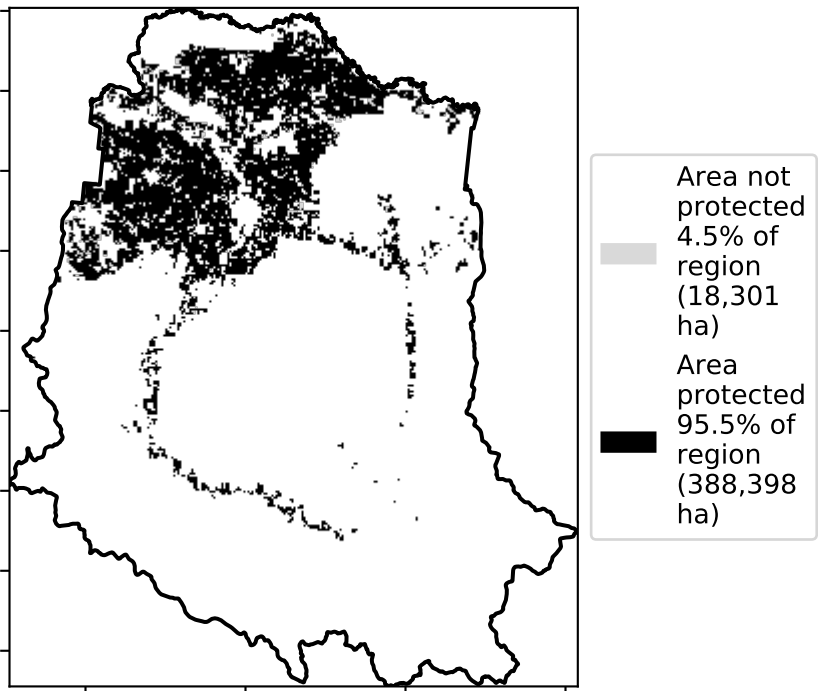 Area not
protected
4.5% of
region
(18,301
ha)
Area
protected
95.5% of
region
(388,398
ha)